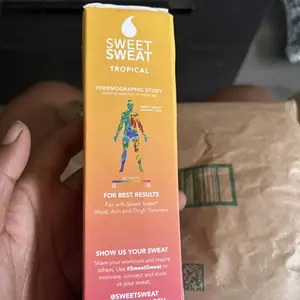 SWEET
SWEAT
TROPICAL
THERMOGRAPHIC STUDY
FOR BEST RESULTS
Pair with Sweet Sweat®
Waist, Arm and Thigh Trimmers
SHOW US YOUR SWEAT
Share your workouts and inspire
others. Use #SweetSweat to
motivate, connect and show
us your sweat.
@SWEETSWEAT